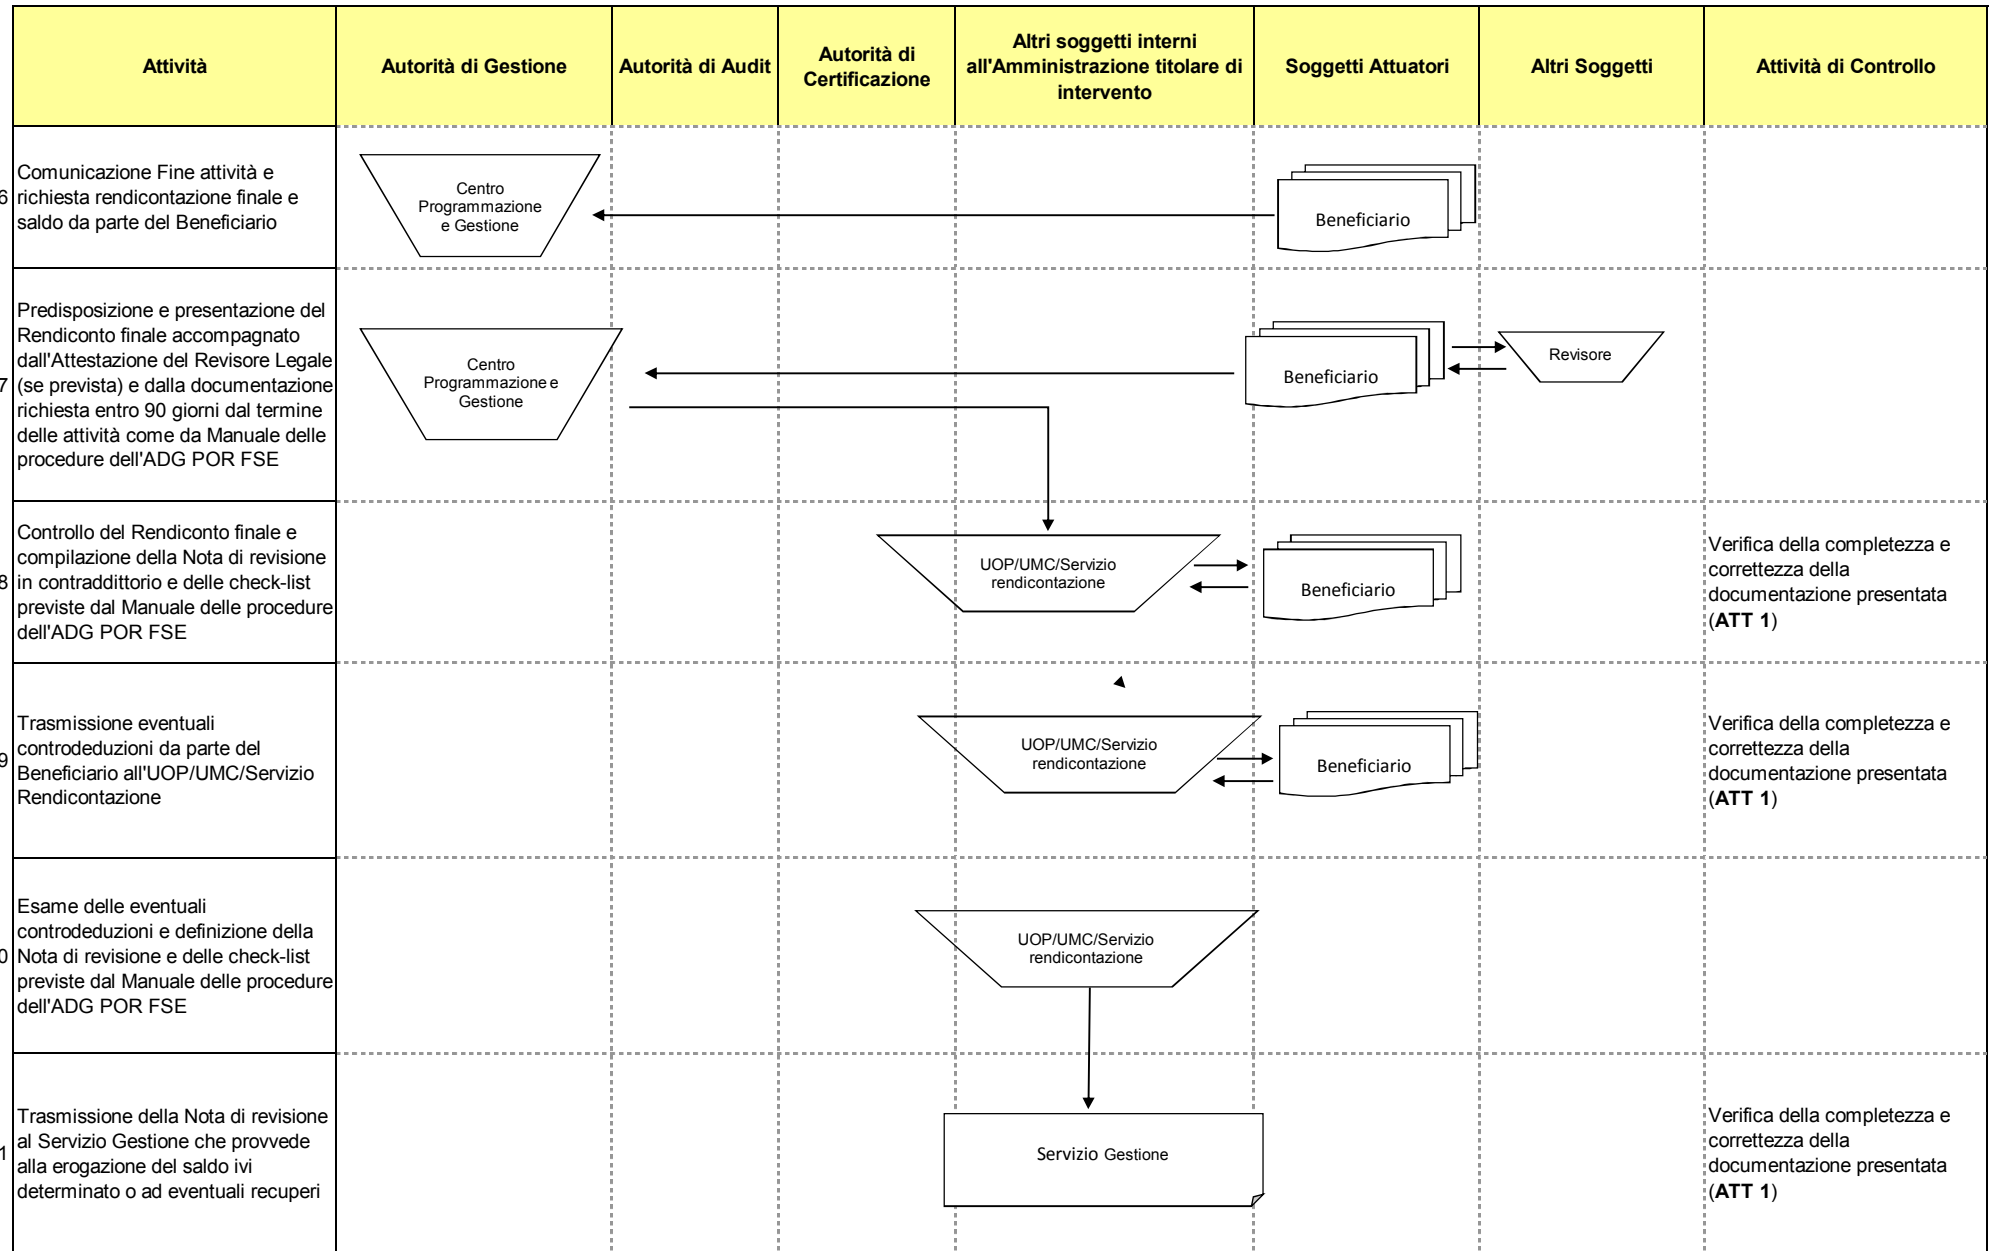 Attività
Autorità di Gestione
Autorità di Audit
Autorità di
Certificazione
Altri soggetti interni
all'Amministrazione titolare di
intervento
Soggetti Attuatori
Altri Soggetti
Attività di Controllo
6
Comunicazione Fine attività e
richiesta rendicontazione finale e
saldo da parte del Beneficiario
Centro
Programmazione
e Gestione
Beneficiario
7
Predisposizione e presentazione del
Rendiconto finale accompagnato
dall'Attestazione del Revisore Legale
(se prevista) e dalla documentazione
richiesta entro 90 giorni dal termine
delle attività come da Manuale delle
procedure dell'ADG POR FSE
Centro
Programmazione e
Gestione
Beneficiario
Revisore
8
Controllo del Rendiconto finale e
compilazione della Nota di revisione
in contraddittorio e delle check-list
previste dal Manuale delle procedure
dell'ADG POR FSE
UOP/UMC/Servizio
rendicontazione
Beneficiario
Verifica della completezza e
correttezza della
documentazione presentata
(ATT 1)
9
Trasmissione eventuali
controdeduzioni da parte del
Beneficiario all'UOP/UMC/Servizio
Rendicontazione
UOP/UMC/Servizio
rendicontazione
Beneficiario
Verifica della completezza e
correttezza della
documentazione presentata
(ATT 1)
0
Esame delle eventuali
controdeduzioni e definizione della
Nota di revisione e delle check-list
previste dal Manuale delle procedure
dell'ADG POR FSE
UOP/UMC/Servizio
rendicontazione
1
Trasmissione della Nota di revisione
al Servizio Gestione che provvede
alla erogazione del saldo ivi
determinato o ad eventuali recuperi
Servizio Gestione
Verifica della completezza e
correttezza della
documentazione presentata
(ATT 1)